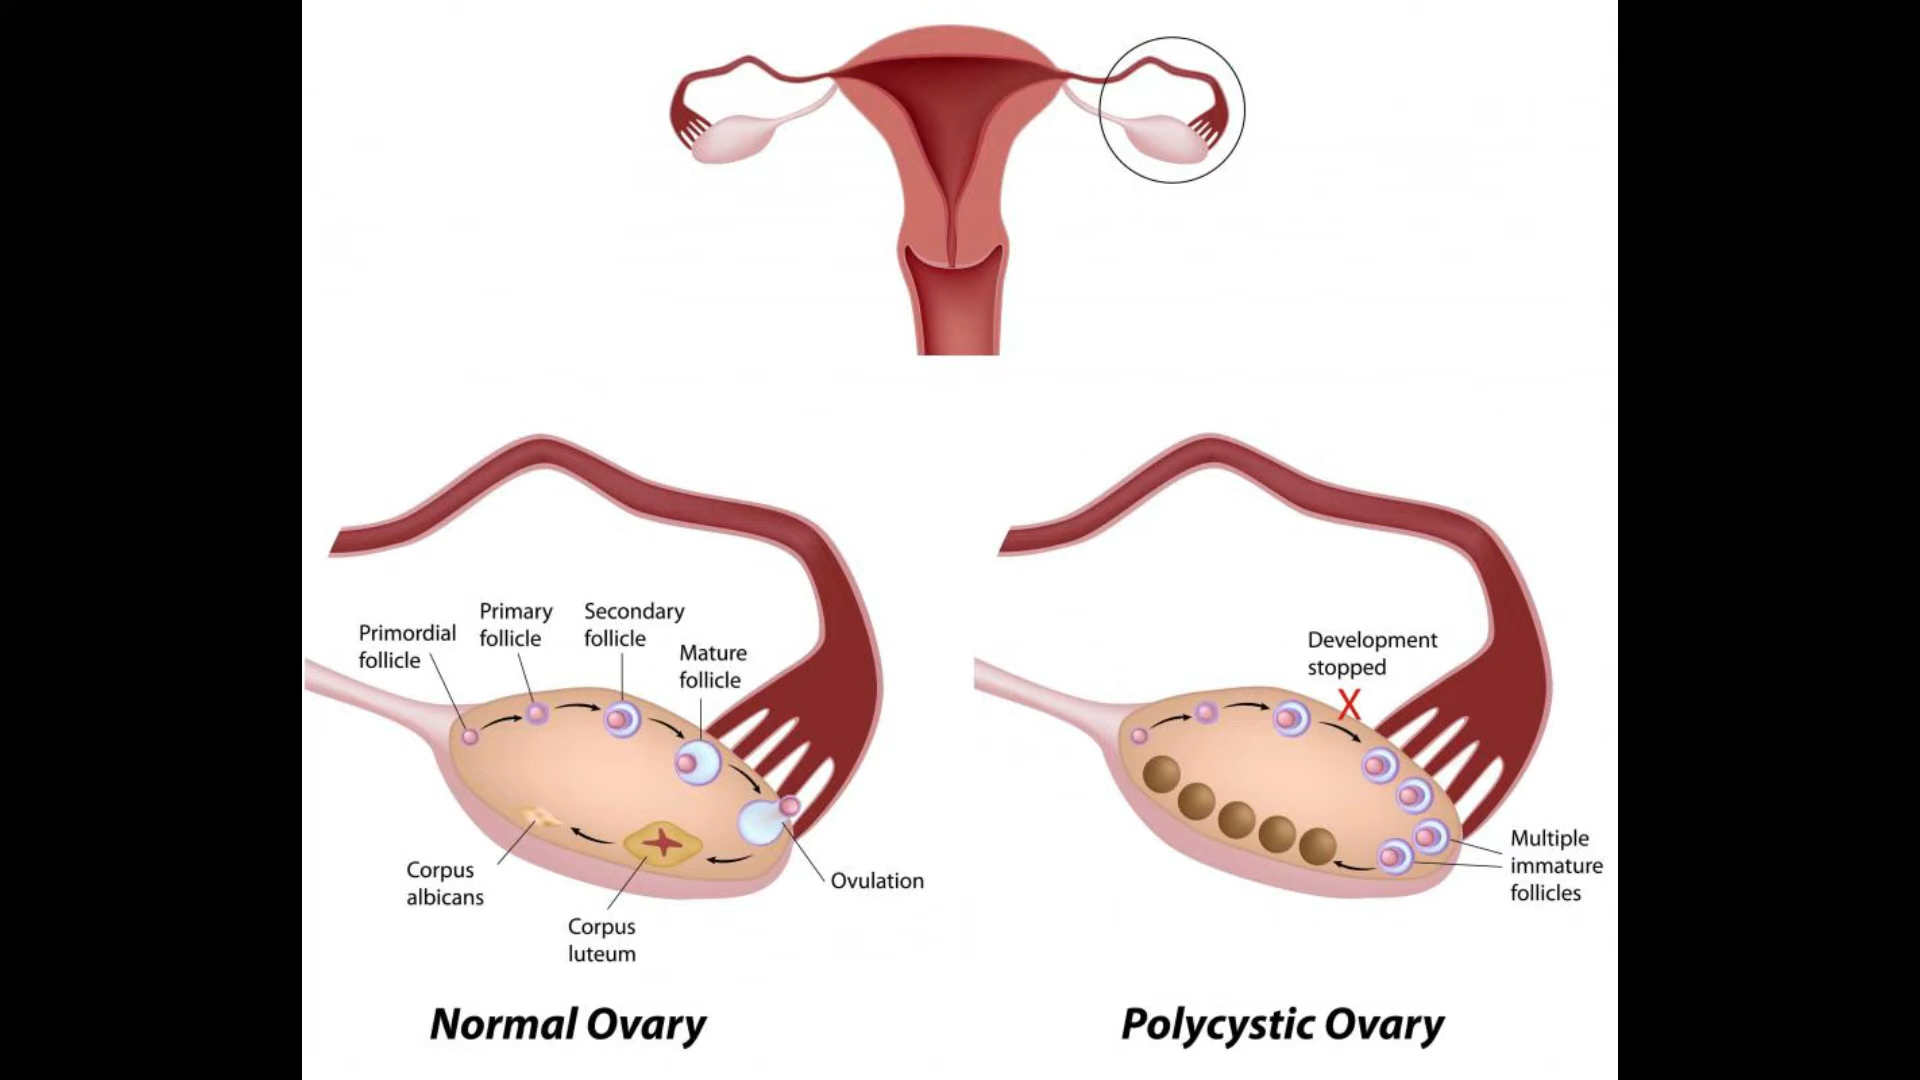 Primordial
follicle
Primary
follicle
Secondary
follicle
Mature
follicle
Corpus
albicans
Corpus
luteum
Ovulation
Normal Ovary
Development
stopped
X
Multiple
immature
follicles
Polycystic Ovary